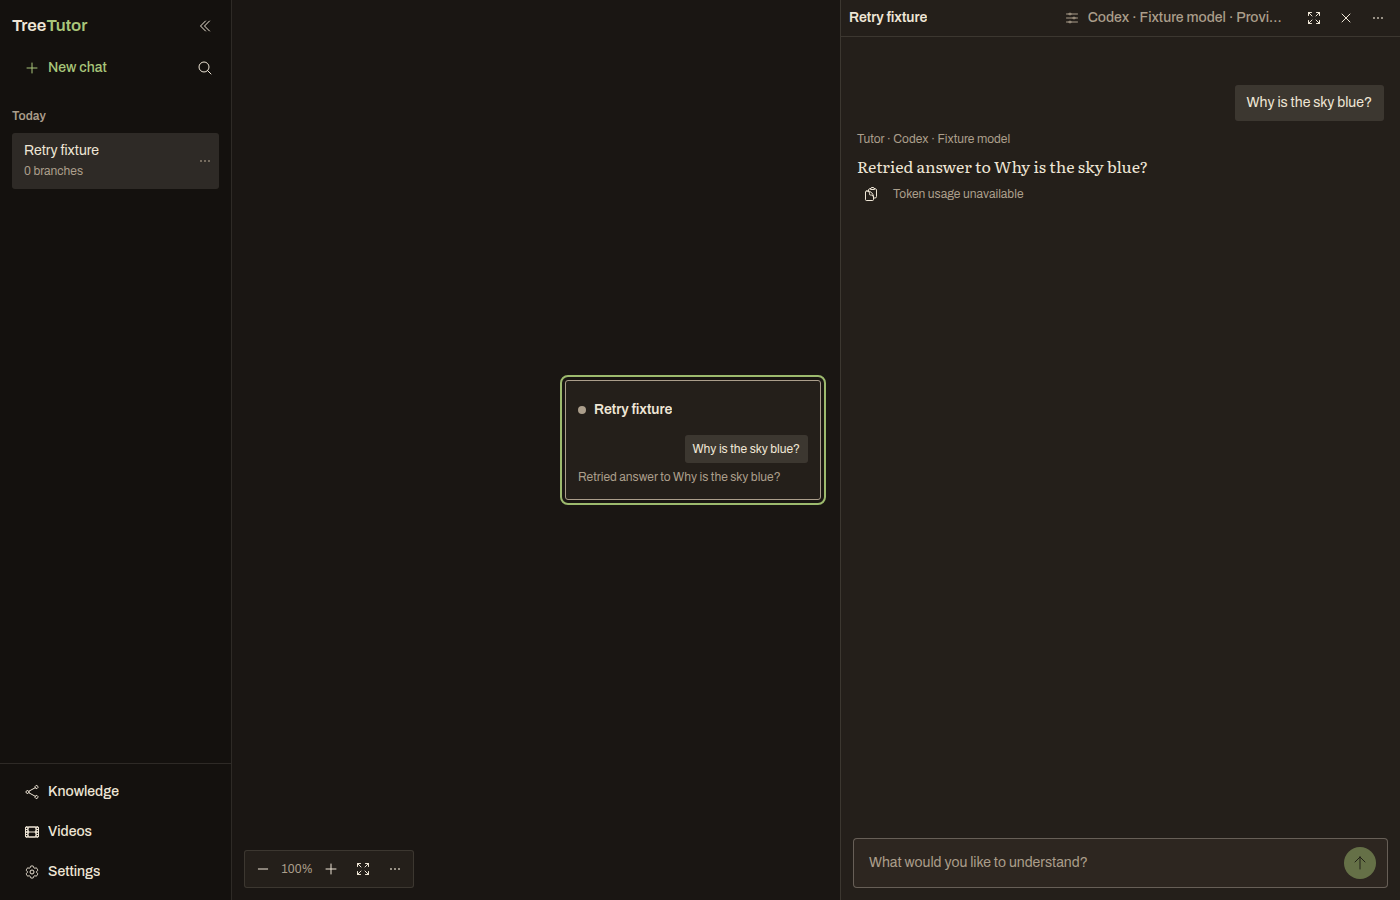 TreeTutor
New chat
Today
Retry fixture
0 branches
Knowledge
Videos
Settings
Retry fixture
Why is the sky blue?
Retried answer to Why is the sky blue?
100%
Retry fixture
Codex · Fixture model · Provi...
Why is the sky blue?
Tutor · Codex · Fixture model
Retried answer to Why is the sky blue?
Token usage unavailable
What would you like to understand?